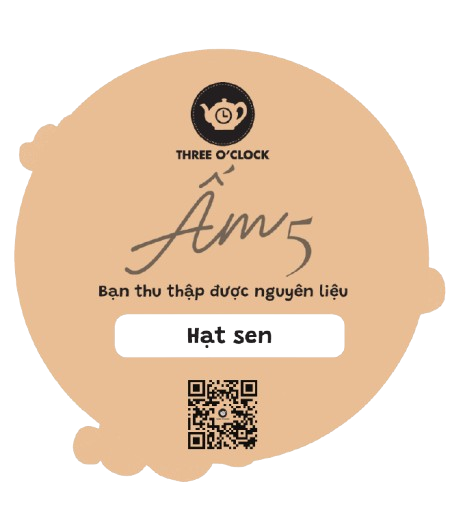 THREE O'CLOCK
Ấm 5
Bạn thu thập được nguyên liệu
Hạt sen